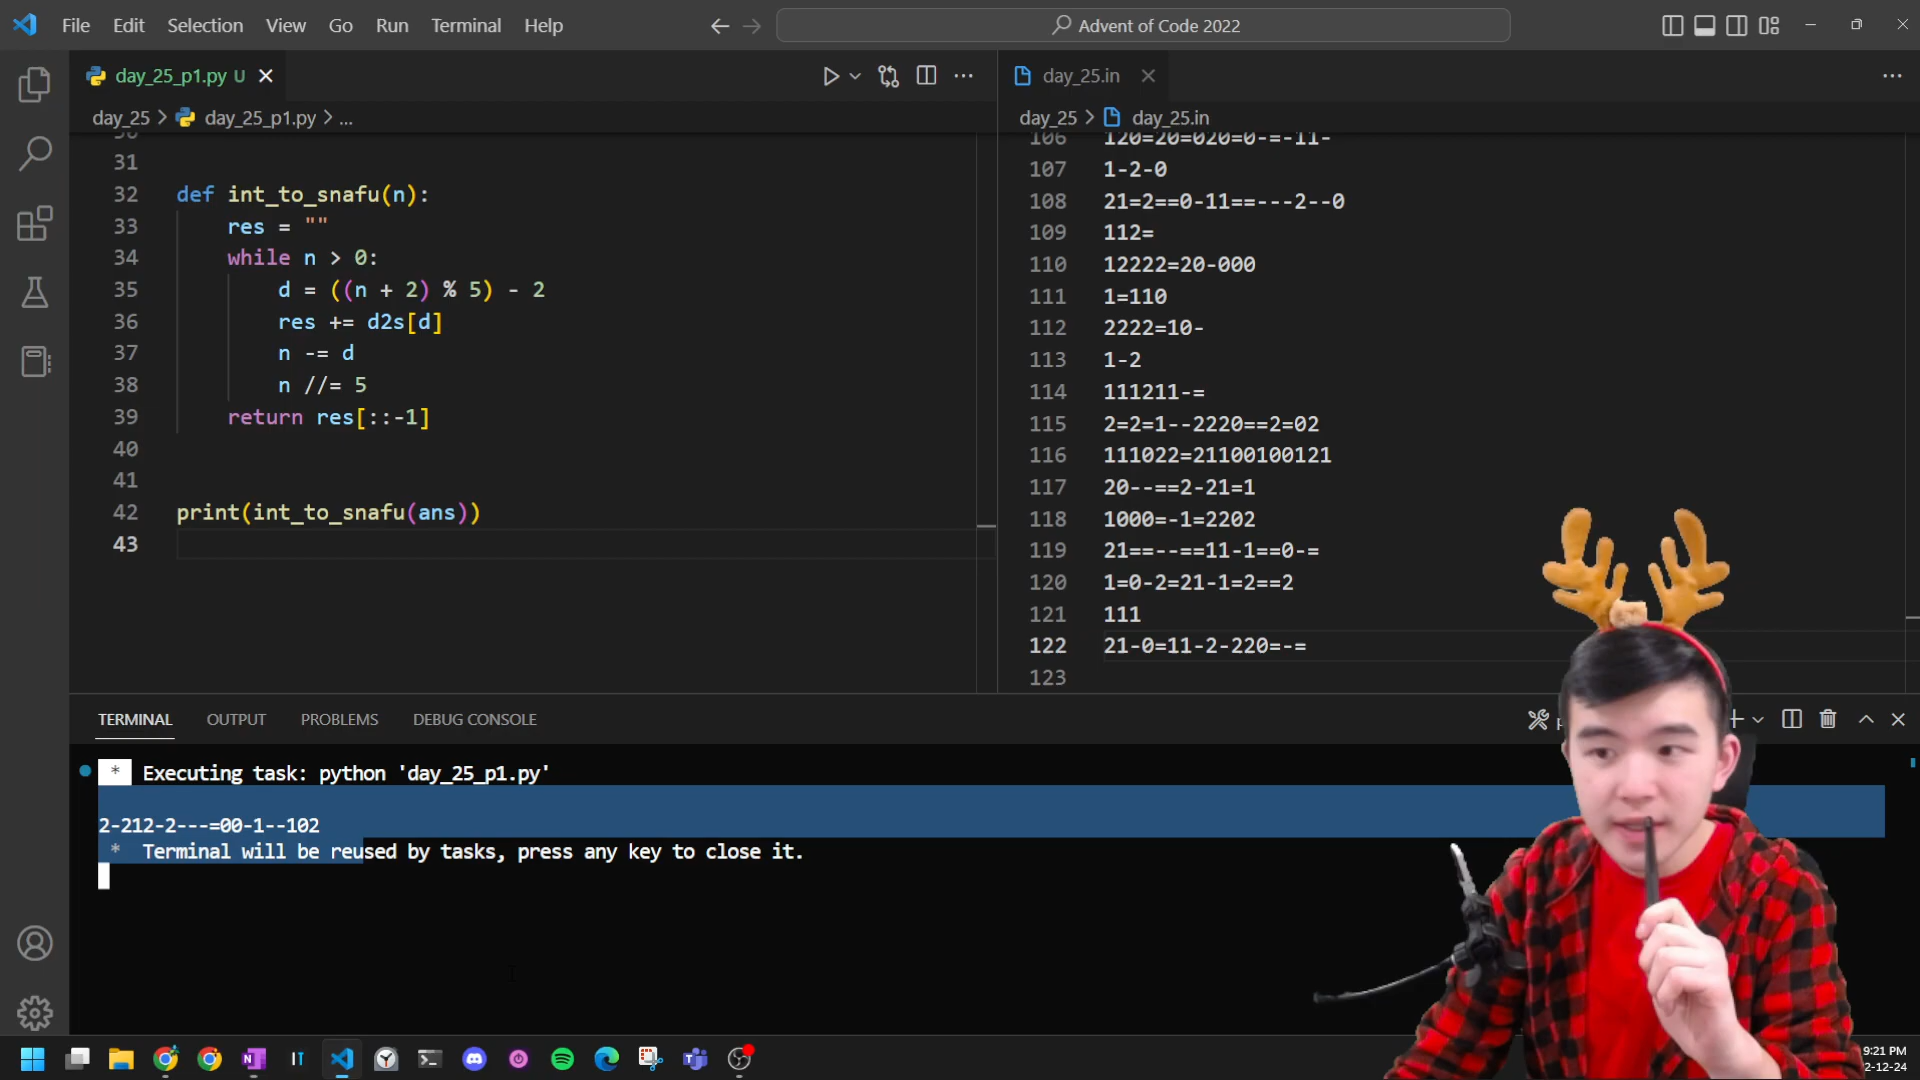 File Edit Selection View Go Run Terminal Help
Advent of Code 2022
day_25_p1.py U
day_25.in
day_25 > day_25_p1.py > ...
day_25 > day_25.in
31
32 def int_to_snafu(n):
33 res = ""
34 while n > 0:
35 d = ((n + 2) % 5) - 2
36 res += d2s[d]
37 n -= d
38 n //= 5
39 return res[::-1]
40
41
42 print(int_to_snafu(ans))
43
106 120=20=020=0-=-11-
107 1-2-0
108 21=2==0-11==---2--0
109 112=
110 12222=20-000
111 1=110
112 2222=10-
113 1-2
114 111211-=
115 2=2=1--2220==2=02
116 111022=21100100121
117 20--==2-21=1
118 1000=-1=2202
119 21==--==11-1==0-=
120 1=0-2=21-1=2==2
121 111
122 21-0=11-2-220=-=
123
TERMINAL OUTPUT PROBLEMS DEBUG CONSOLE
* Executing task: python 'day_25_p1.py'
2-212-2---=00-1--102
* Terminal will be reused by tasks, press any key to close it.
9:21 PM
2-12-24